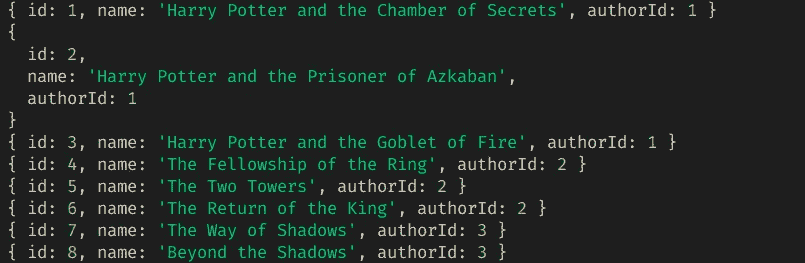 { id: 1, name: 'Harry Potter and the Chamber of Secrets', authorId: 1 }
{
  id: 2,
  name: 'Harry Potter and the Prisoner of Azkaban',
  authorId: 1
}
{ id: 3, name: 'Harry Potter and the Goblet of Fire', authorId: 1 }
{ id: 4, name: 'The Fellowship of the Ring', authorId: 2 }
{ id: 5, name: 'The Two Towers', authorId: 2 }
{ id: 6, name: 'The Return of the King', authorId: 2 }
{ id: 7, name: 'The Way of Shadows', authorId: 3 }
{ id: 8, name: 'Beyond the Shadows', authorId: 3 }